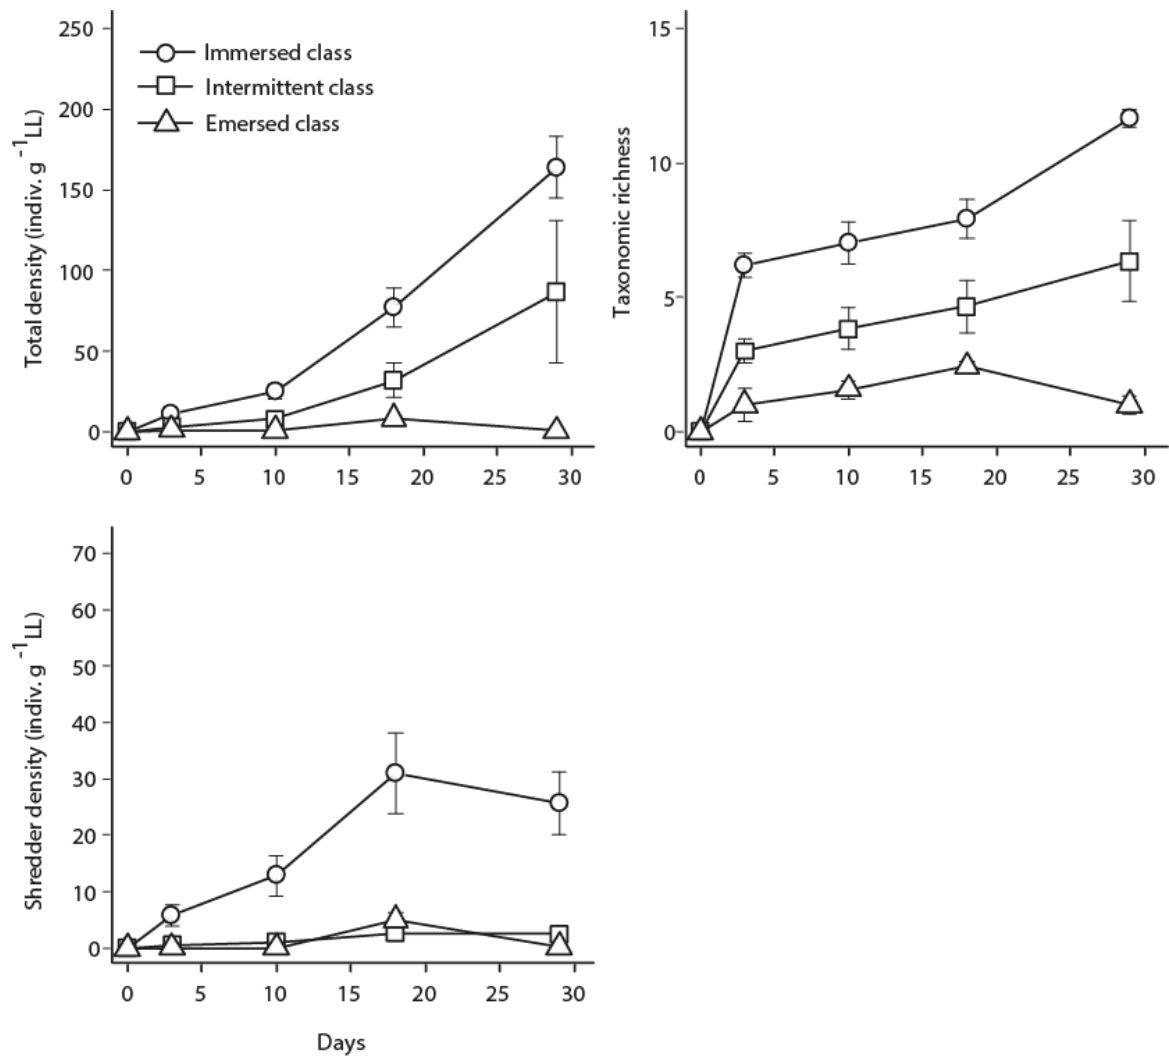 250
200
150
100
50
0
Total density (indiv. g -1 LL)
Immersed class
Intermittent class
Emersed class
0 5 10 15 20 25 30
15
10
5
0
Taxonomic richness
0 5 10 15 20 25 30
70
60
50
40
30
20
10
0
Shredder density (indiv. g -1 LL)
0 5 10 15 20 25 30
Days